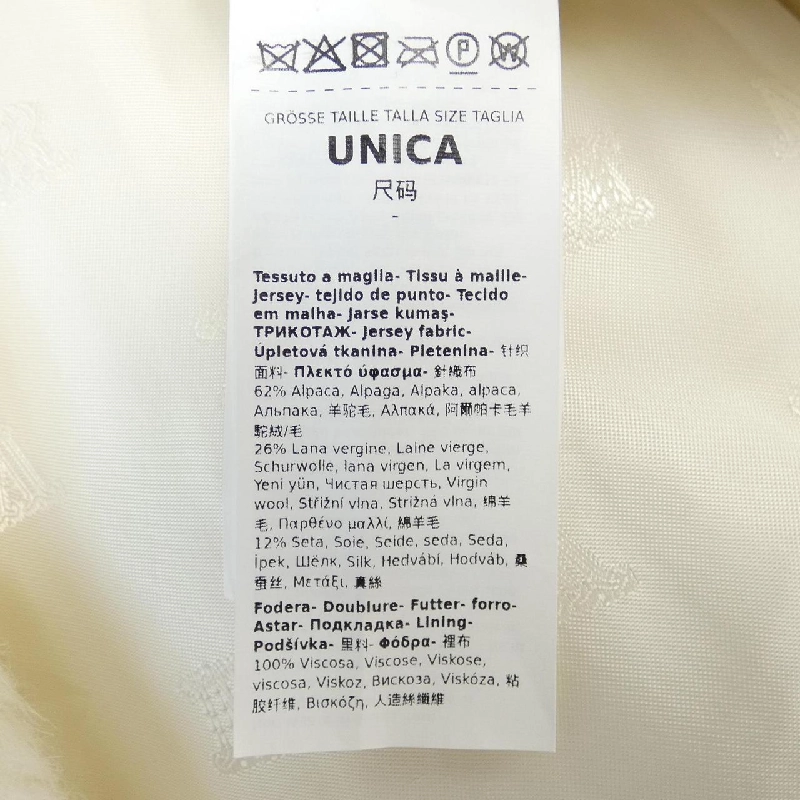 GRÖSSE TAILLE TALLA SIZE TAGLIA
UNICA
尺码
-
Tessuto a maglia- Tissu à maille-
jersey- tejido de punto- Tecido
em malha- Jarse kumaş-
ТРИКОТАЖ- Jersey fabric-
Úpletová tkanina- Pletenina- 针织
面料- Πλεκτό ύφασμα- 針織布
62% Alpaca, Alpaga, Alpaka, alpaca,
Альпака, 羊驼毛, Αλπακά, 阿爾帕卡毛羊
駝絨/毛
26% Lana vergine, Laine vierge,
Schurwolle, lana virgen, La virgem,
Yeni yün, Чистая шерсть, Virgin
wool, Střižní vlna, Strižná vlna, 绵羊
毛, Παρθένο μαλλί, 綿羊毛
12% Seta, Soie, Seide, seda, Seda,
İpek, Шёлк, Silk, Hedvábí, Hodváb, 桑
蚕丝, Μετάξι, 真絲
Fodera- Doublure- Futter- forro-
Astar- Подкладка- Lining-
Podšívka- 里料- Φόδρα- 裡布
100% Viscosa, Viscose, Viskose,
viscosa, Viskoz, Вискоза, Viskóza, 粘
胶纤维, Βισκόζη, 人造絲纖維